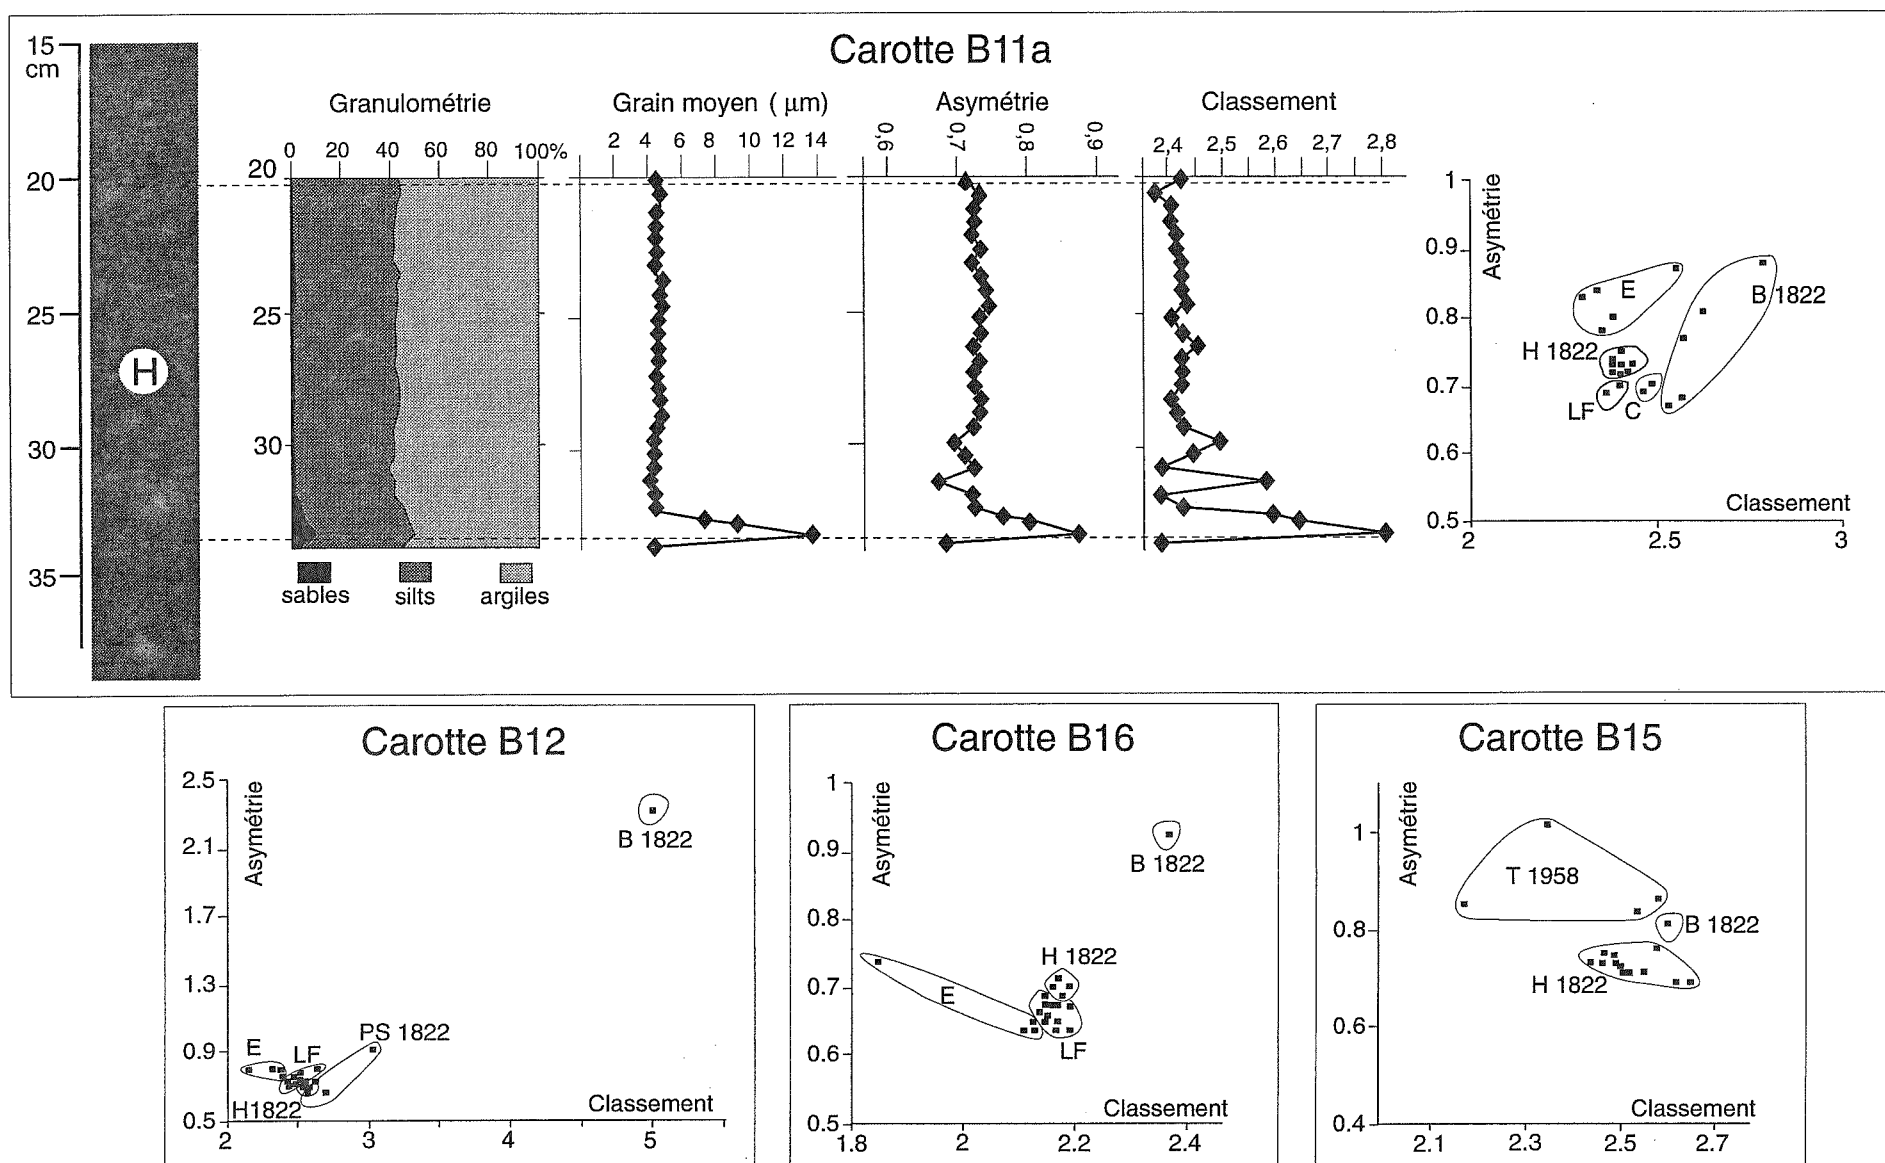 Carotte B11a
15
cm
20
25
30
35
H
Granulométrie
0 20 40 60 80 100%
20
25
30
sables silts argiles
Grain moyen ( µm)
2 4 6 8 10 12 14
Asymétrie
0,6 0,7 0,8 0,9
Classement
2,4 2,5 2,6 2,7 2,8
Asymétrie
1
0.9
0.8
0.7
0.6
0.5
E
B 1822
H 1822
LF
C
Classement
2 2.5 3
Carotte B12
Asymétrie
2.5
2.1
1.7
1.3
0.9
0.5
B 1822
PS 1822
E
LF
H1822
Classement
2 3 4 5
Carotte B16
Asymétrie
1
0.9
0.8
0.7
0.6
0.5
B 1822
H 1822
E
LF
Classement
1.8 2 2.2 2.4
Carotte B15
Asymétrie
1
0.8
0.6
0.4
T 1958
B 1822
H 1822
Classement
2.1 2.3 2.5 2.7